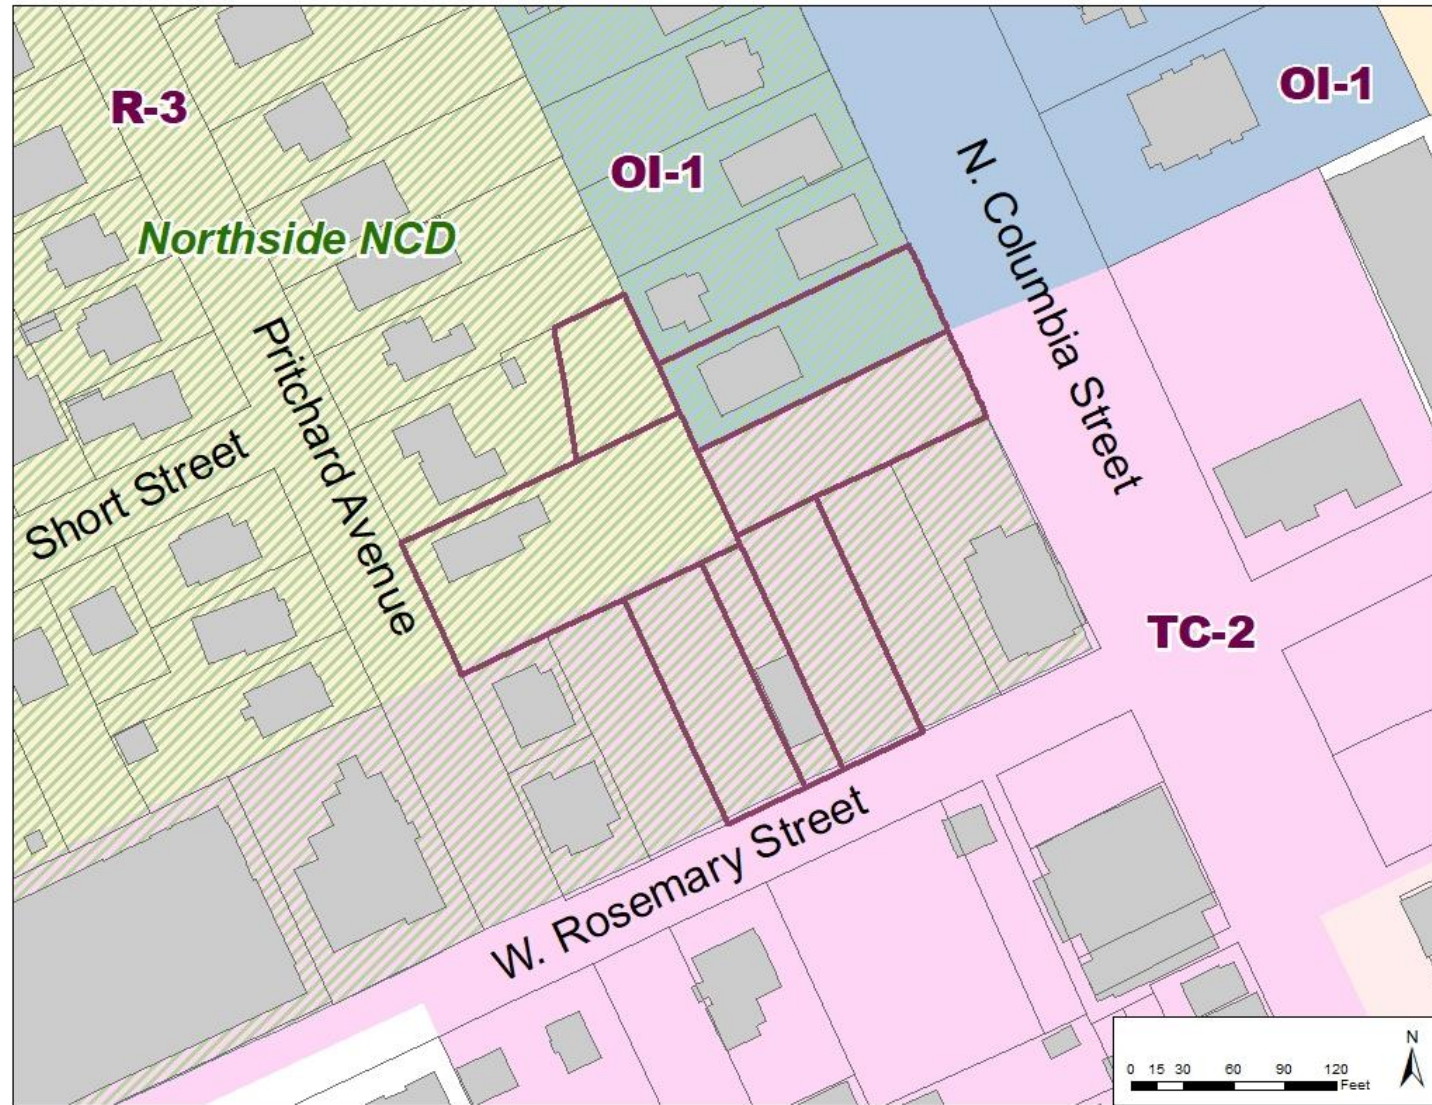 OI-1
R-3
OI-1
N. Columbia Street
Northside NCD
Pritchard Avenue
Short Street
TC-2
W. Rosemary Street
N
0 15 30 60 90 120
Feet